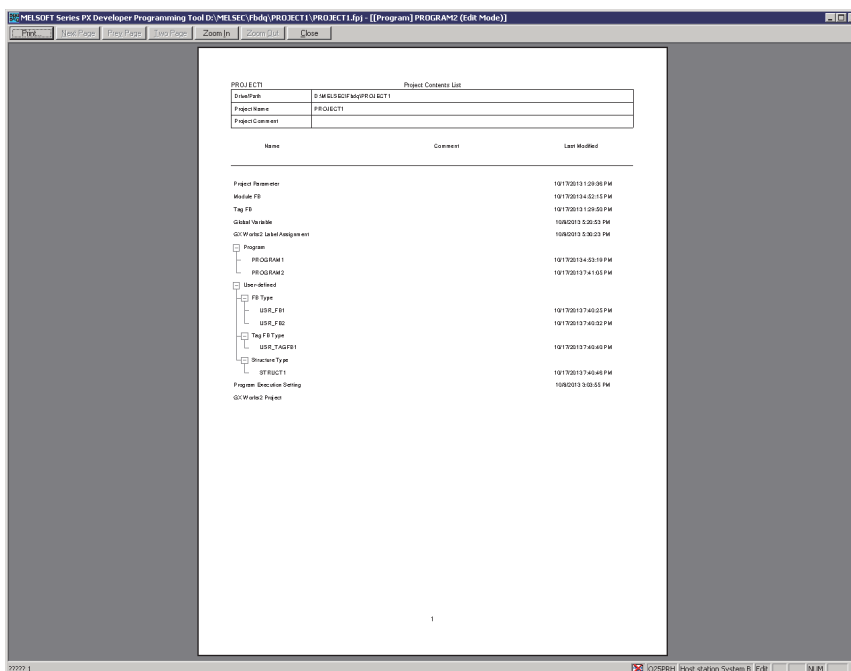 MELSOFT Series PX Developer Programming Tool D:\MELSEC\Fbdq\PROJECT1\PROJECT1.fpj - [[Program] PROGRAM2 (Edit Mode)]
Print... Next Page Prev Page Two Page Zoom In Zoom Out Close
PROJECT1 Project Contents List
Drive/Path D:\MELSEC\Fbdq\PROJECT1
Project Name PROJECT1
Project Comment
Name Comment Last Modified
Project Parameter 10/17/2013 1:29:36 PM
Module FB 10/17/2013 4:52:15 PM
Tag FB 10/17/2013 1:29:50 PM
Global Variable 10/8/2013 5:20:53 PM
GX Works2 Label Assignment 10/8/2013 5:30:23 PM
Program
PROGRAM1 10/17/2013 4:53:19 PM
PROGRAM2 10/17/2013 7:41:05 PM
User-defined
FB Type
USR_FB1 10/17/2013 7:40:25 PM
USR_FB2 10/17/2013 7:40:32 PM
Tag FB Type
USR_TAGFB1 10/17/2013 7:40:40 PM
Structure Type
STRUCT1 10/17/2013 7:40:46 PM
Program Execution Setting 10/8/2013 3:03:55 PM
GX Works2 Project
1
????? 1 Q25PRH Host station System B Edit NUM